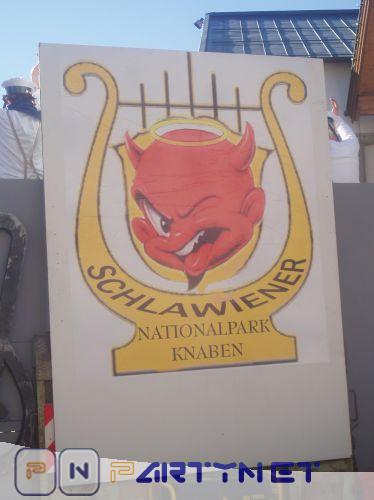 SCHLAWIENER
NATIONALPARK
KNABEN
P N PARTYNET